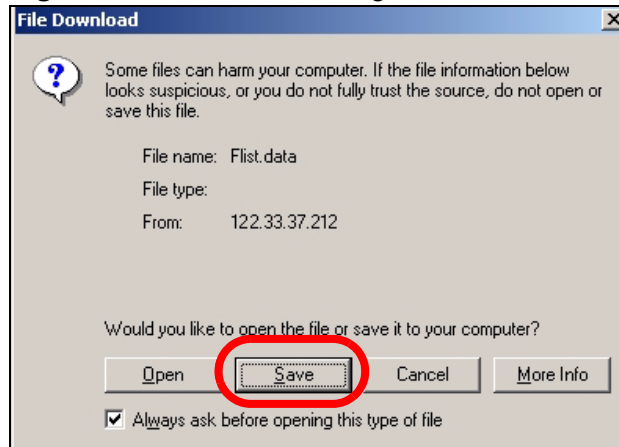 File Download
Some files can harm your computer. If the file information below
looks suspicious, or you do not fully trust the source, do not open or
save this file.
File name: Flist.data
File type:
From: 122.33.37.212
Would you like to open the file or save it to your computer?
Open Save Cancel More Info
Always ask before opening this type of file